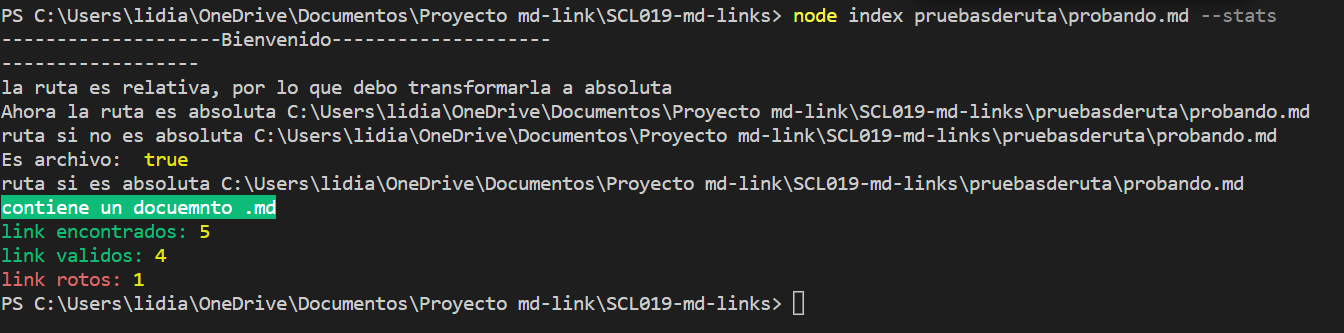 PS C:\Users\lidia\OneDrive\Documentos\Proyecto md-link\SCL019-md-links> node index pruebasderuta\probando.md --stats
--------------------Bienvenido--------------------
------------------
la ruta es relativa, por lo que debo transformarla a absoluta
Ahora la ruta es absoluta C:\Users\lidia\OneDrive\Documentos\Proyecto md-link\SCL019-md-links\pruebasderuta\probando.md
ruta si no es absoluta C:\Users\lidia\OneDrive\Documentos\Proyecto md-link\SCL019-md-links\pruebasderuta\probando.md
Es archivo:  true
ruta si es absoluta C:\Users\lidia\OneDrive\Documentos\Proyecto md-link\SCL019-md-links\pruebasderuta\probando.md
contiene un docuemnto .md
link encontrados: 5
link validos: 4
link rotos: 1
PS C:\Users\lidia\OneDrive\Documentos\Proyecto md-link\SCL019-md-links>